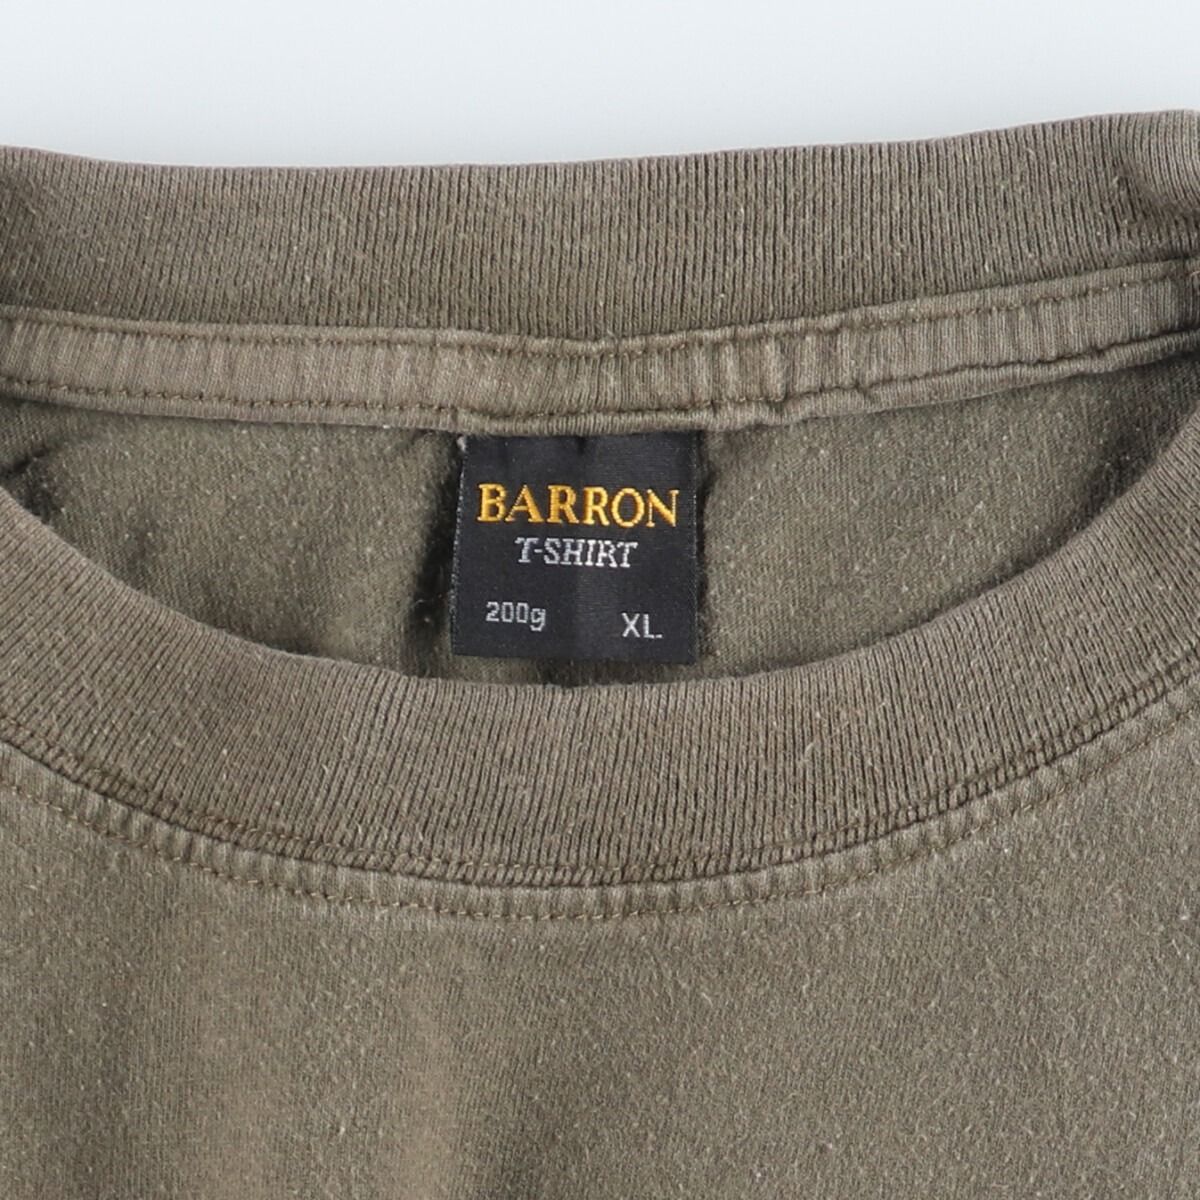 BARRON
T-SHIRT
200g XL.